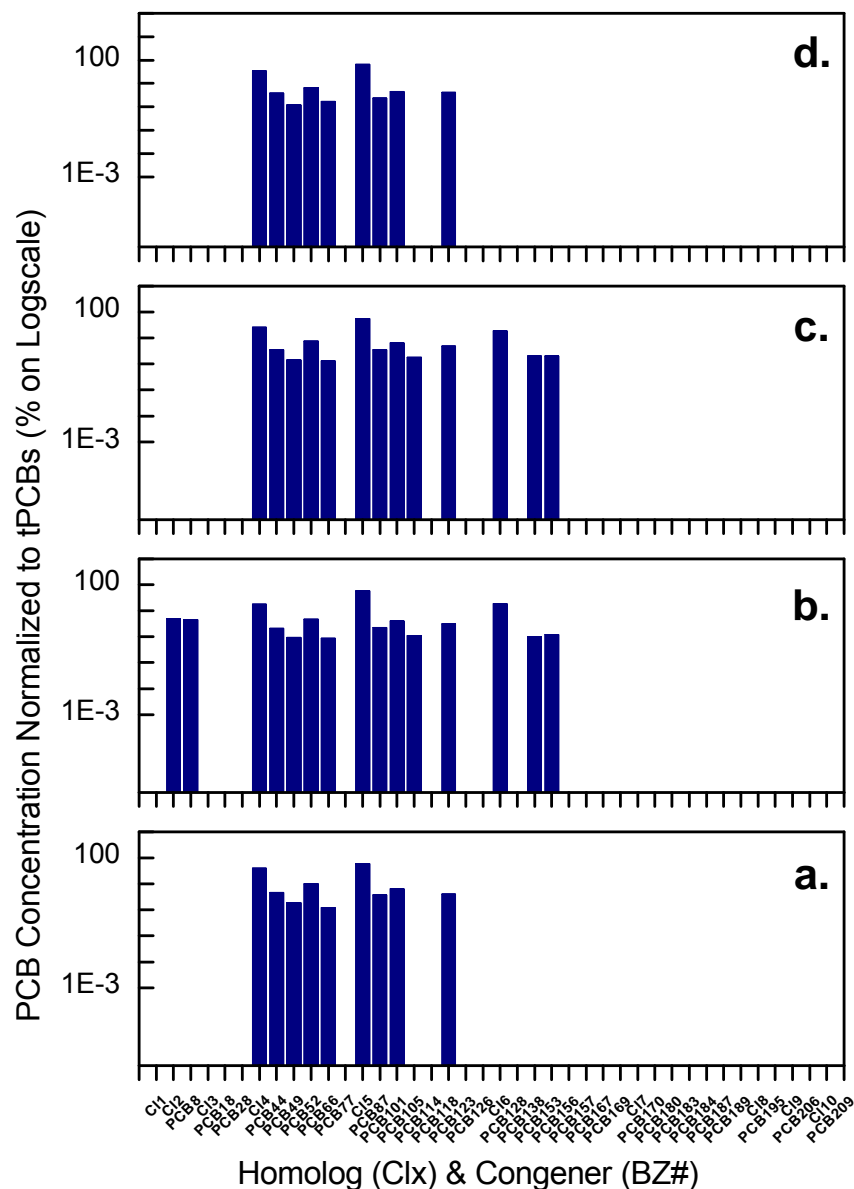 PCB Concentration Normalized to tPCBs (% on Logscale)
100
1E-3
d.
100
1E-3
c.
100
1E-3
b.
100
1E-3
a.
Cl1
Cl2
PCB8
Cl3
PCB18
PCB28
Cl4
PCB44
PCB49
PCB52
PCB66
PCB77
Cl5
PCB87
PCB101
PCB105
PCB114
PCB118
PCB123
PCB126
Cl6
PCB128
PCB138
PCB153
PCB156
PCB157
PCB167
PCB169
Cl7
PCB170
PCB180
PCB183
PCB184
PCB187
PCB189
Cl8
PCB195
Cl9
PCB206
Cl10
PCB209
Homolog (Clx) & Congener (BZ#)